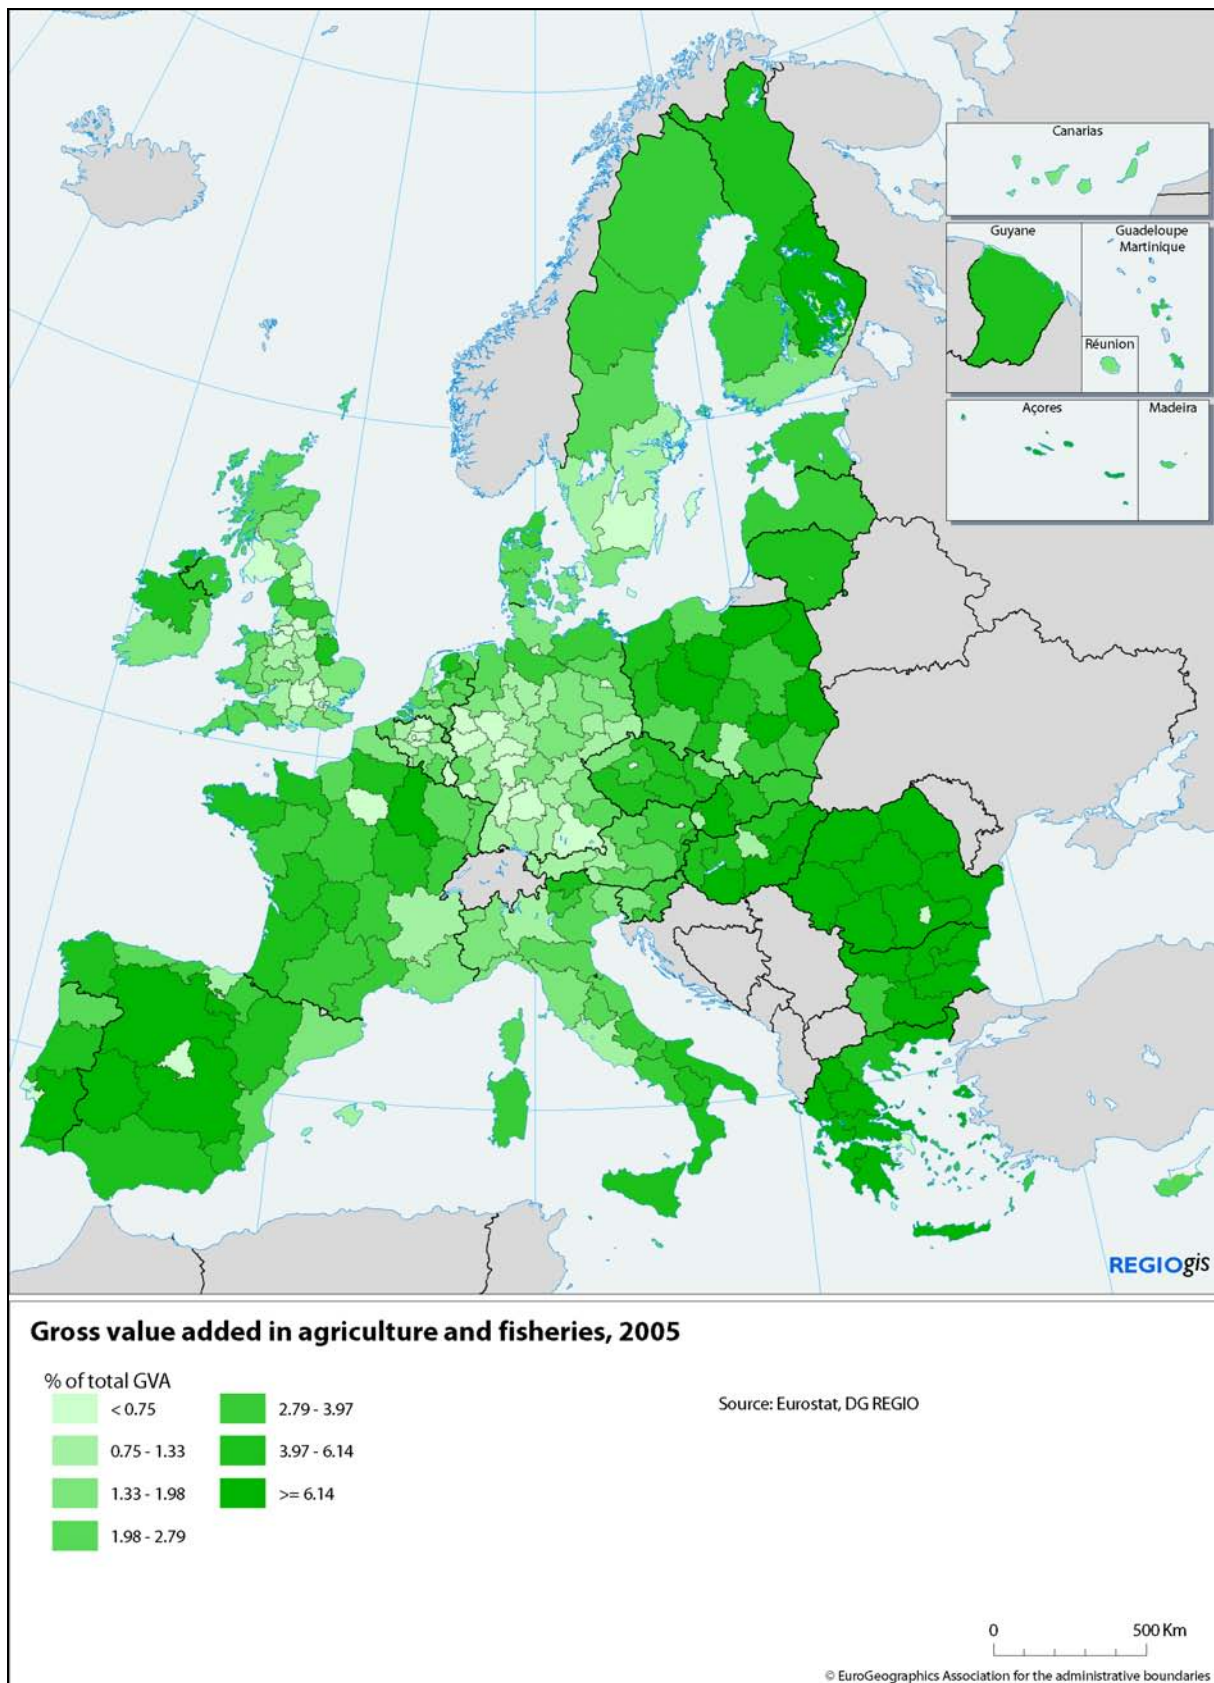 Canarias
Guyane
Guadeloupe
Martinique
Réunion
Açores
Madeira
REGIOgis
Gross value added in agriculture and fisheries, 2005
% of total GVA
< 0.75
0.75 - 1.33
1.33 - 1.98
1.98 - 2.79
2.79 - 3.97
3.97 - 6.14
>= 6.14
Source: Eurostat, DG REGIO
0 500 Km
© EuroGeographics Association for the administrative boundaries